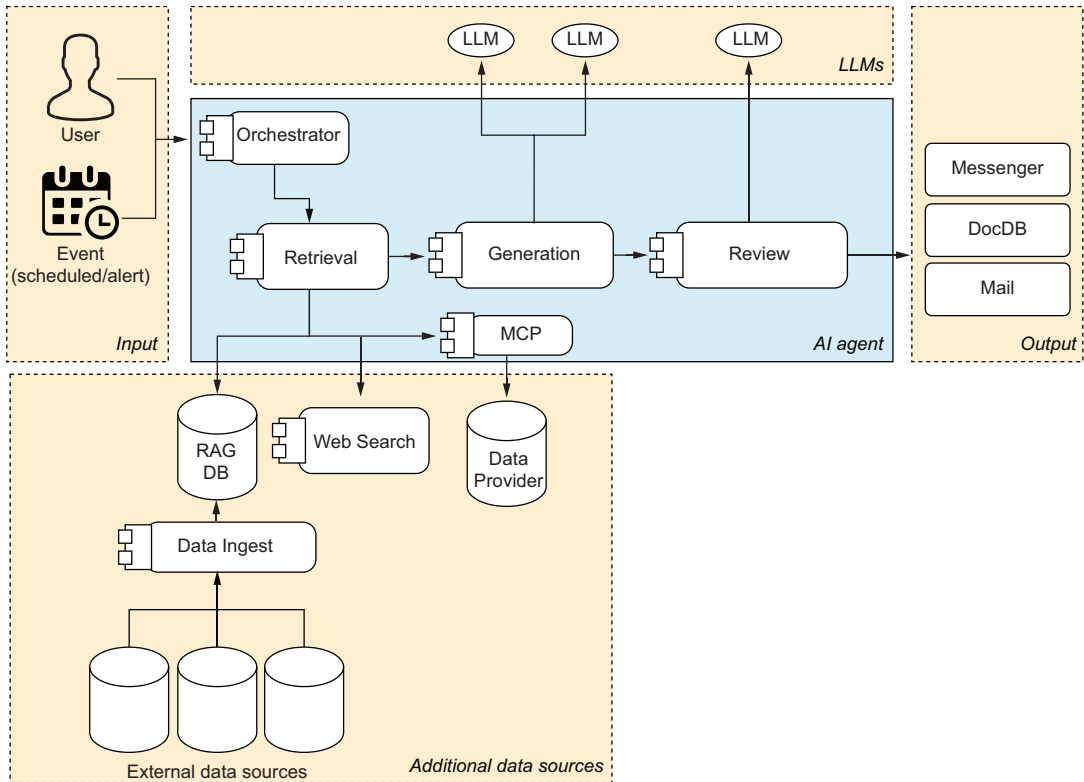 LLM
LLM
LLM
LLMs
User
Event
(scheduled/alert)
Input
Orchestrator
Retrieval
Generation
Review
MCP
AI agent
Messenger
DocDB
Mail
Output
RAG
DB
Web Search
Data
Provider
Data Ingest
External data sources
Additional data sources